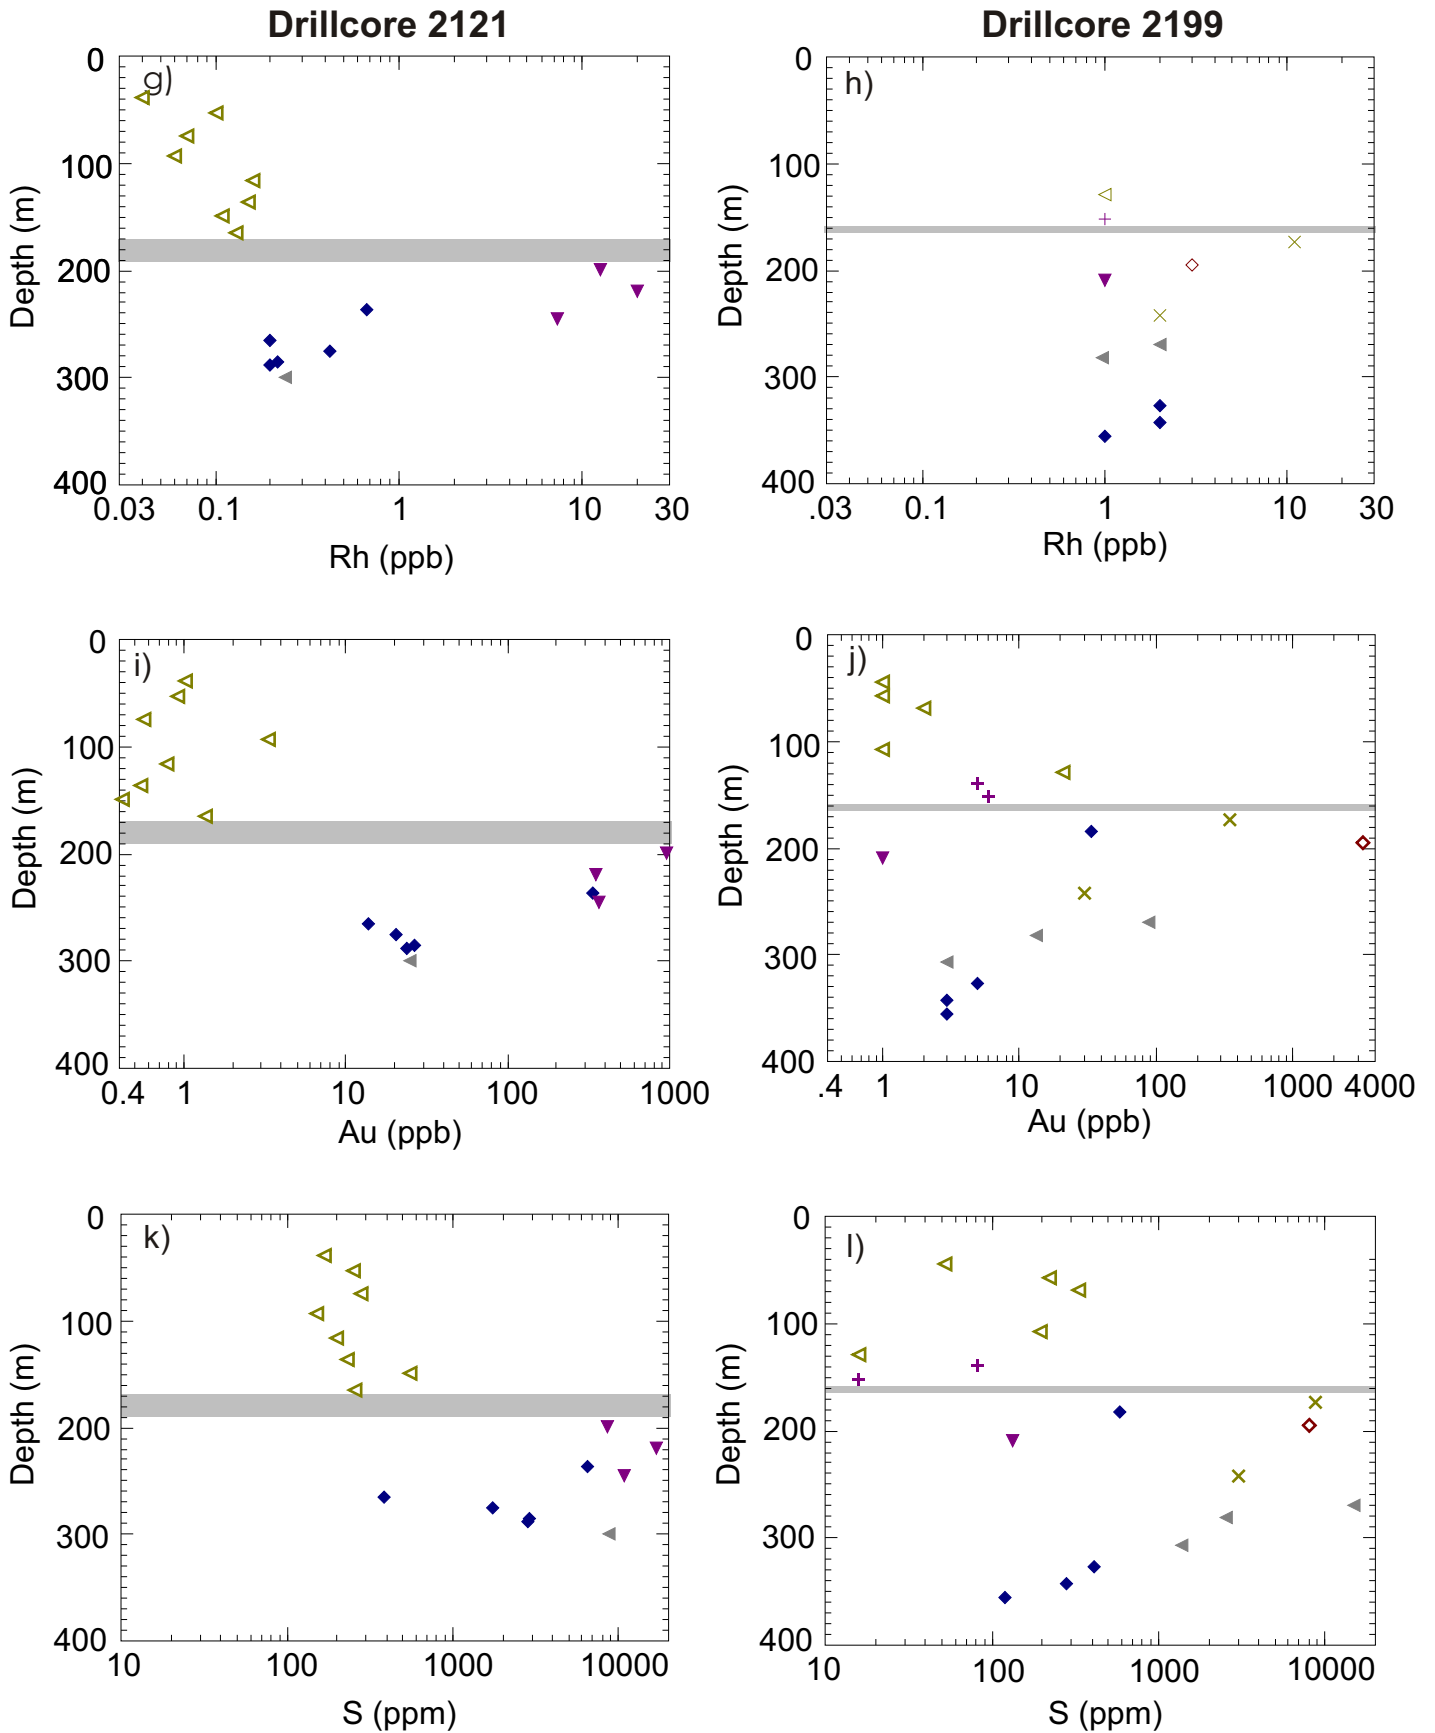 Drillcore 2121
Drillcore 2199
g)
0
100
200
300
400
Depth (m)
0.03 0.1 1 10 30
Rh (ppb)
h)
0
100
200
300
400
Depth (m)
.03 0.1 1 10 30
Rh (ppb)
i)
0
100
200
300
400
Depth (m)
0.4 1 10 100 1000
Au (ppb)
j)
0
100
200
300
400
Depth (m)
.4 1 10 100 1000 4000
Au (ppb)
k)
0
100
200
300
400
Depth (m)
10 100 1000 10000
S (ppm)
l)
0
100
200
300
400
Depth (m)
10 100 1000 10000
S (ppm)